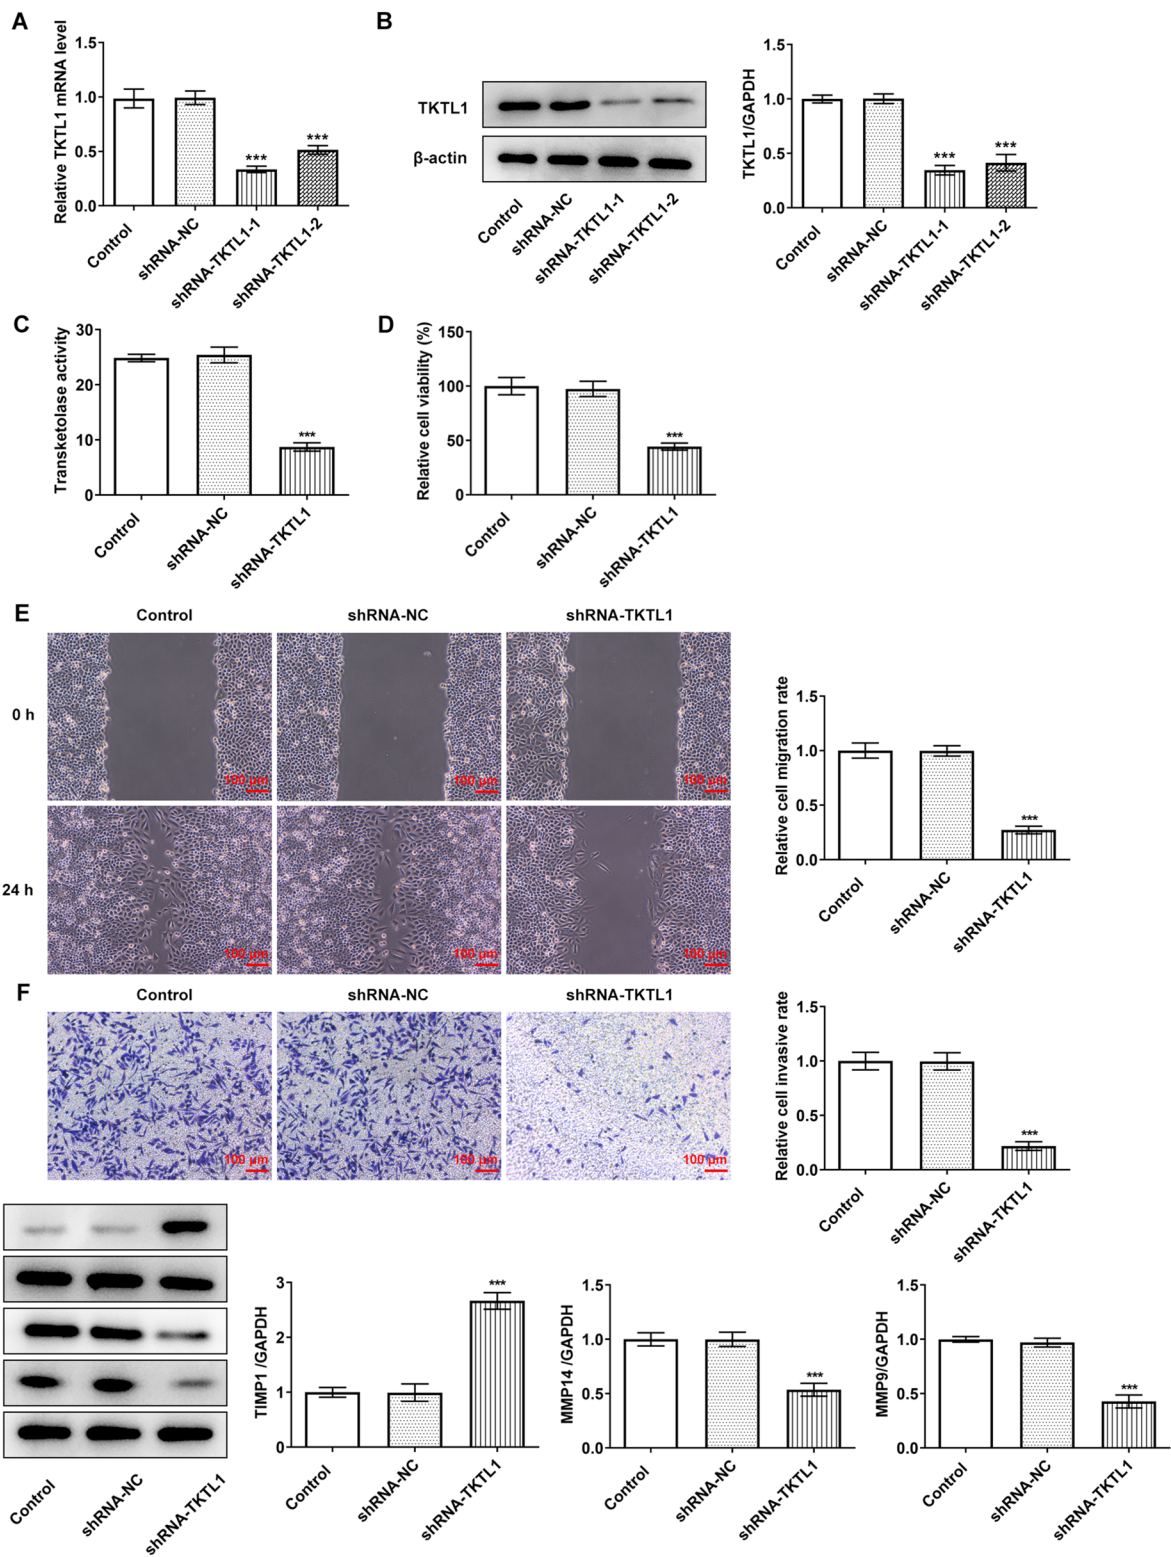 A
Relative TKTL1 mRNA level
1.5
1.0
0.5
0.0
***
***
Control
shRNA-NC
shRNA-TKTL1-1
shRNA-TKTL1-2
B
TKTL1
β-actin
Control
shRNA-NC
shRNA-TKTL1-1
shRNA-TKTL1-2
TKTL1/GAPDH
1.5
1.0
0.5
0.0
***
***
Control
shRNA-NC
shRNA-TKTL1-1
shRNA-TKTL1-2
C
Transketolase activity
30
20
10
0
***
Control
shRNA-NC
shRNA-TKTL1
D
Relative cell viability (%)
150
100
50
0
***
Control
shRNA-NC
shRNA-TKTL1
E
Control
shRNA-NC
shRNA-TKTL1
0 h
100 μm
100 μm
100 μm
24 h
100 μm
100 μm
100 μm
Relative cell migration rate
1.5
1.0
0.5
0.0
***
Control
shRNA-NC
shRNA-TKTL1
F
Control
shRNA-NC
shRNA-TKTL1
100 μm
100 μm
100 μm
Relative cell invasive rate
1.5
1.0
0.5
0.0
***
Control
shRNA-NC
shRNA-TKTL1
Control
shRNA-NC
shRNA-TKTL1
TIMP1 /GAPDH
3
2
1
0
***
Control
shRNA-NC
shRNA-TKTL1
MMP14 /GAPDH
1.5
1.0
0.5
0.0
***
Control
shRNA-NC
shRNA-TKTL1
MMP9/GAPDH
1.5
1.0
0.5
0.0
***
Control
shRNA-NC
shRNA-TKTL1